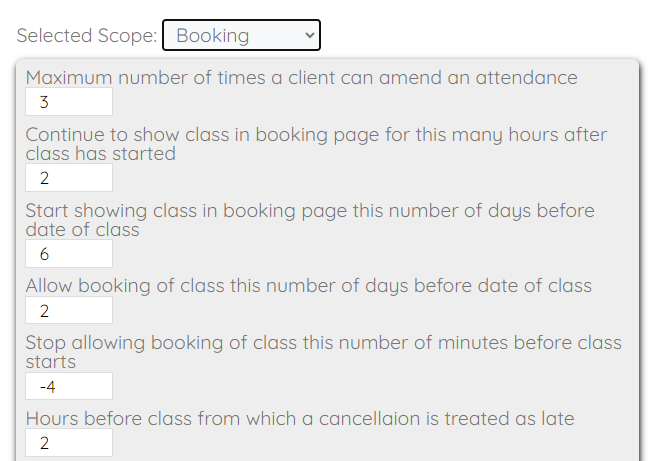 Selected Scope: Booking
Maximum number of times a client can amend an attendance
3
Continue to show class in booking page for this many hours after
class has started
2
Start showing class in booking page this number of days before
date of class
6
Allow booking of class this number of days before date of class
2
Stop allowing booking of class this number of minutes before class
starts
-4
Hours before class from which a cancellaion is treated as late
2